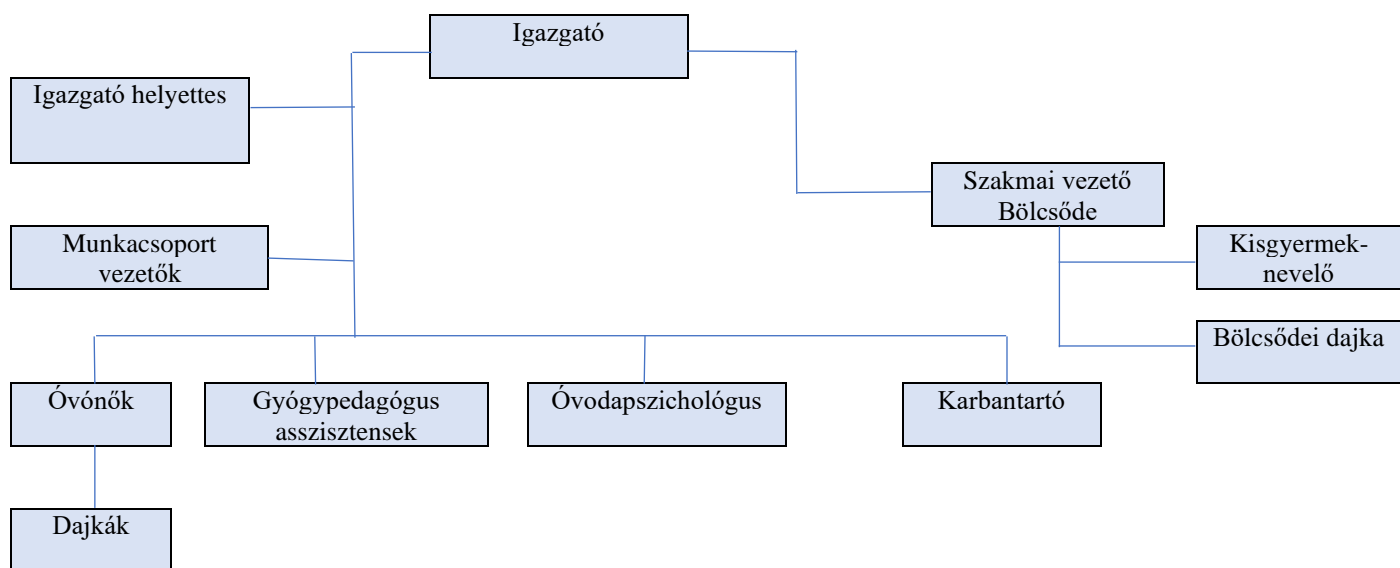 Igazgató
Igazgató helyettes
Szakmai vezető
Bölcsőde
Munkacsoport
vezetők
Kisgyermek-
nevelő
Bölcsődei dajka
Óvónők
Gyógypedagógus
asszisztensek
Óvodapszichológus
Karbantartó
Dajkák